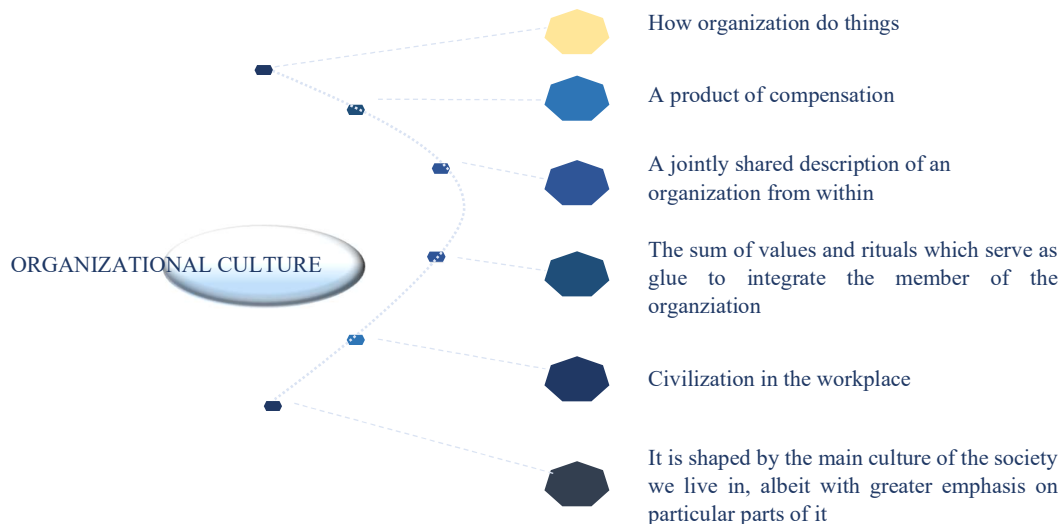 How organization do things
A product of compensation
A jointly shared description of an
organization from within
ORGANIZATIONAL CULTURE
The sum of values and rituals which serve as
glue to integrate the member of the
organziation
Civilization in the workplace
It is shaped by the main culture of the society
we live in, albeit with greater emphasis on
particular parts of it